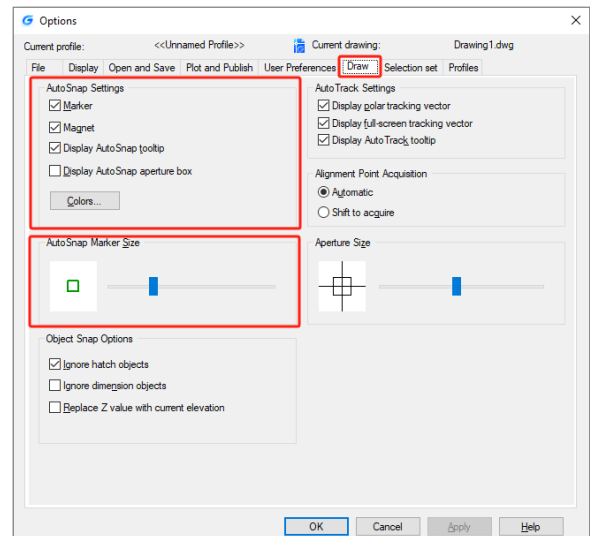 Options
Current profile: <<Unnamed Profile>> Current drawing: Drawing1.dwg
File Display Open and Save Plot and Publish User Preferences Draw Selection set Profiles
AutoSnap Settings
Marker
Magnet
Display AutoSnap tooltip
Display AutoSnap aperture box
Colors...
AutoTrack Settings
Display polar tracking vector
Display full-screen tracking vector
Display AutoTrack tooltip
Alignment Point Acquisition
Automatic
Shift to acquire
AutoSnap Marker Size
Aperture Size
Object Snap Options
Ignore hatch objects
Ignore dimension objects
Replace Z value with current elevation
OK Cancel Apply Help